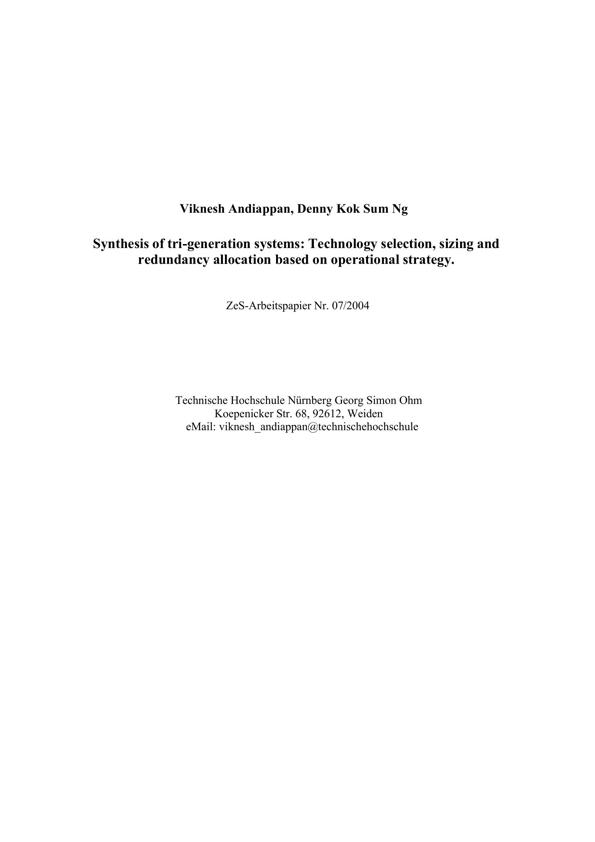 Viknesh Andiappan, Denny Kok Sum Ng
Synthesis of tri-generation systems: Technology selection, sizing and
redundancy allocation based on operational strategy.
ZeS-Arbeitspapier Nr. 07/2004
Technische Hochschule Nürnberg Georg Simon Ohm
Koepenicker Str. 68, 92612, Weiden
eMail: viknesh_andiappan@technischehochschule